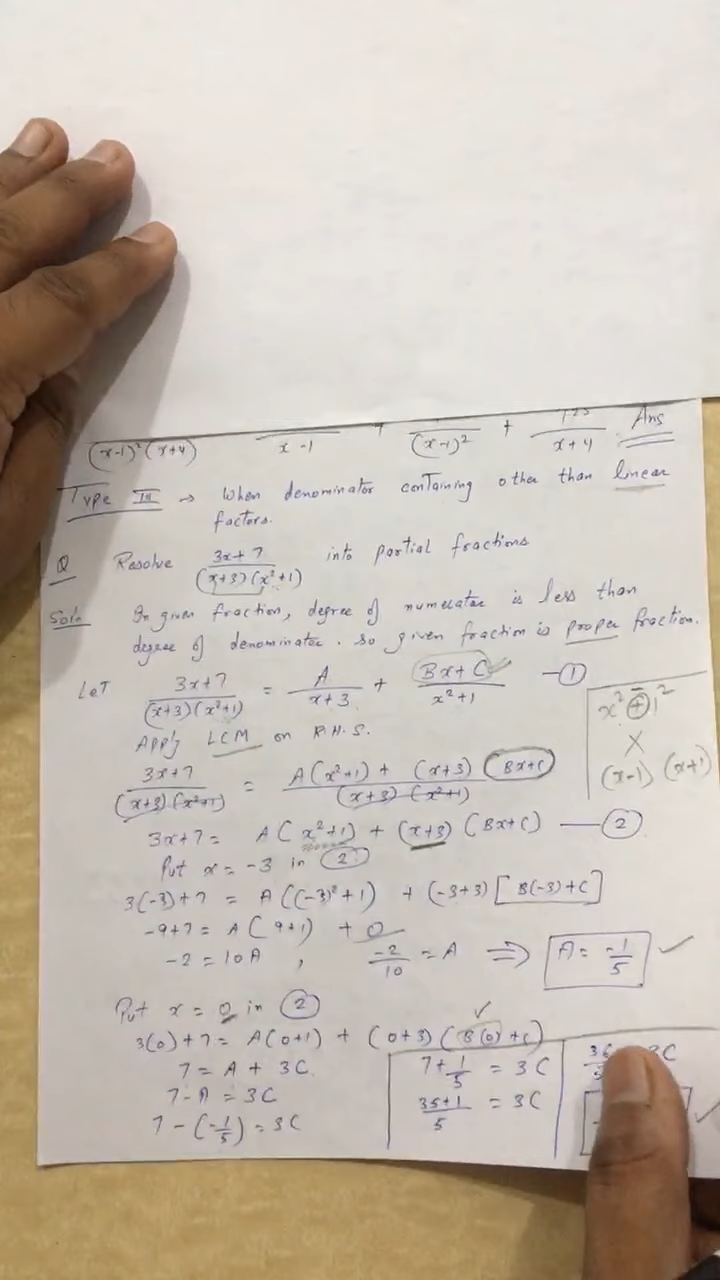 (x-1)²(x+4) x-1 + (x-1)² + x+4 Ans
Type III → When denominator containing other than linear
factors.
Q Resolve 3x+7 / (x+3)(x²+1) into partial fractions
Soln In given fraction, degree of numerator is less than
degree of denominator. So given fraction is proper fraction.
Let 3x+7 / (x+3)(x²+1) = A / x+3 + Bx+C / x²+1 — ①
Apply LCM on R.H.S.
3x+7 / (x+3)(x²+1) = A(x²+1) + (x+3)(Bx+C) / (x+3)(x²+1)
3x+7 = A(x²+1) + (x+3)(Bx+C) — ②
Put x = -3 in ②
3(-3)+7 = A((-3)²+1) + (-3+3)[B(-3)+C]
-9+7 = A(9+1) + 0
-2 = 10A , -2/10 = A ⇒ A = -1/5 ✓
x² + 1²
X
(x-1) (x+1)
Put x = 0 in ②
3(0)+7 = A(0+1) + (0+3)(B(0)+C)
7 = A + 3C
7-A = 3C
7-(-1/5) = 3C
7+1/5 = 3C
35+1 / 5 = 3C
3C